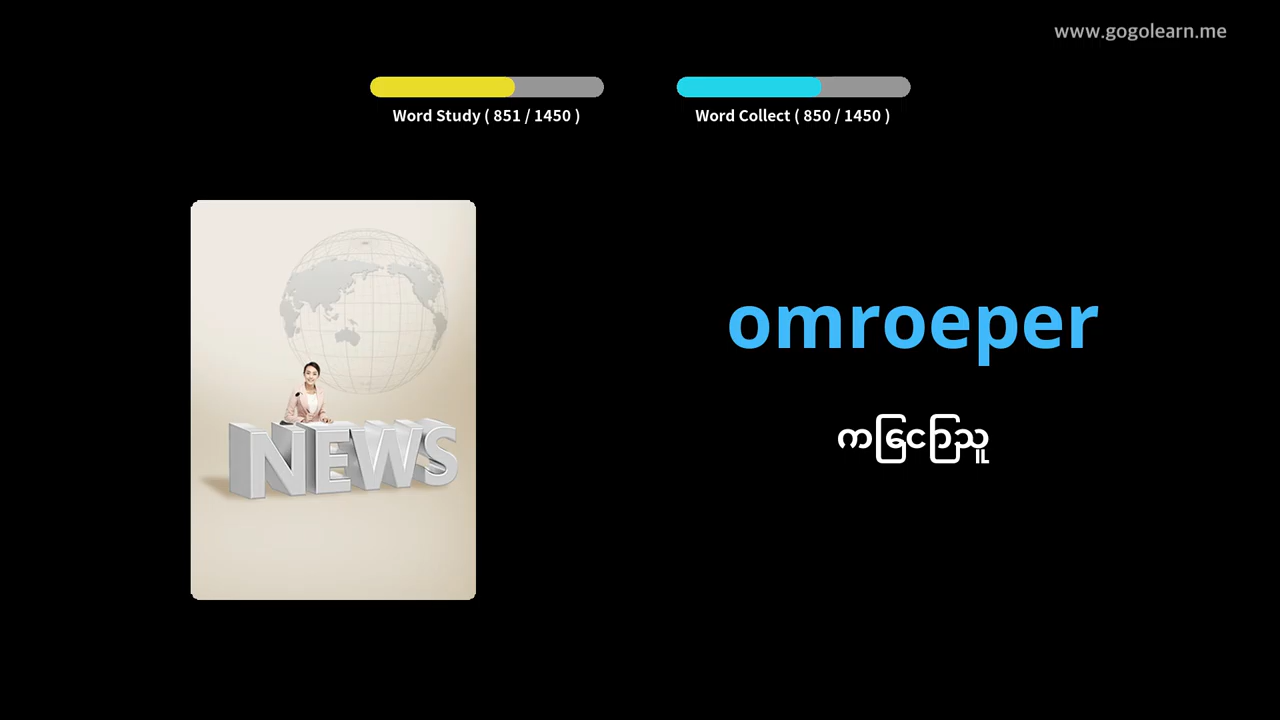 www.gogolearn.me
Word Study ( 851 / 1450 )
Word Collect ( 850 / 1450 )
NEWS
omroeper
ကြေငြာသူ